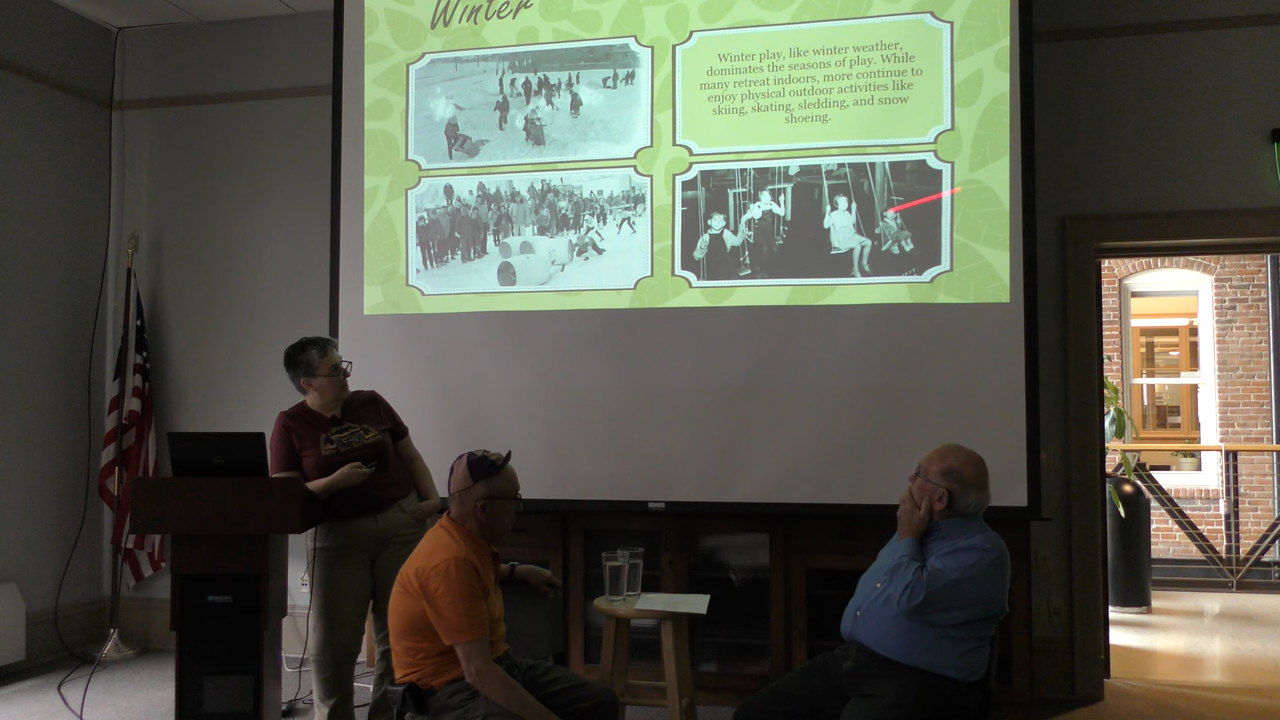 Winter
Winter play, like winter weather,
dominates the seasons of play. While
many retreat indoors, more continue to
enjoy physical outdoor activities like
skiing, skating, sledding, and snow
shoeing.